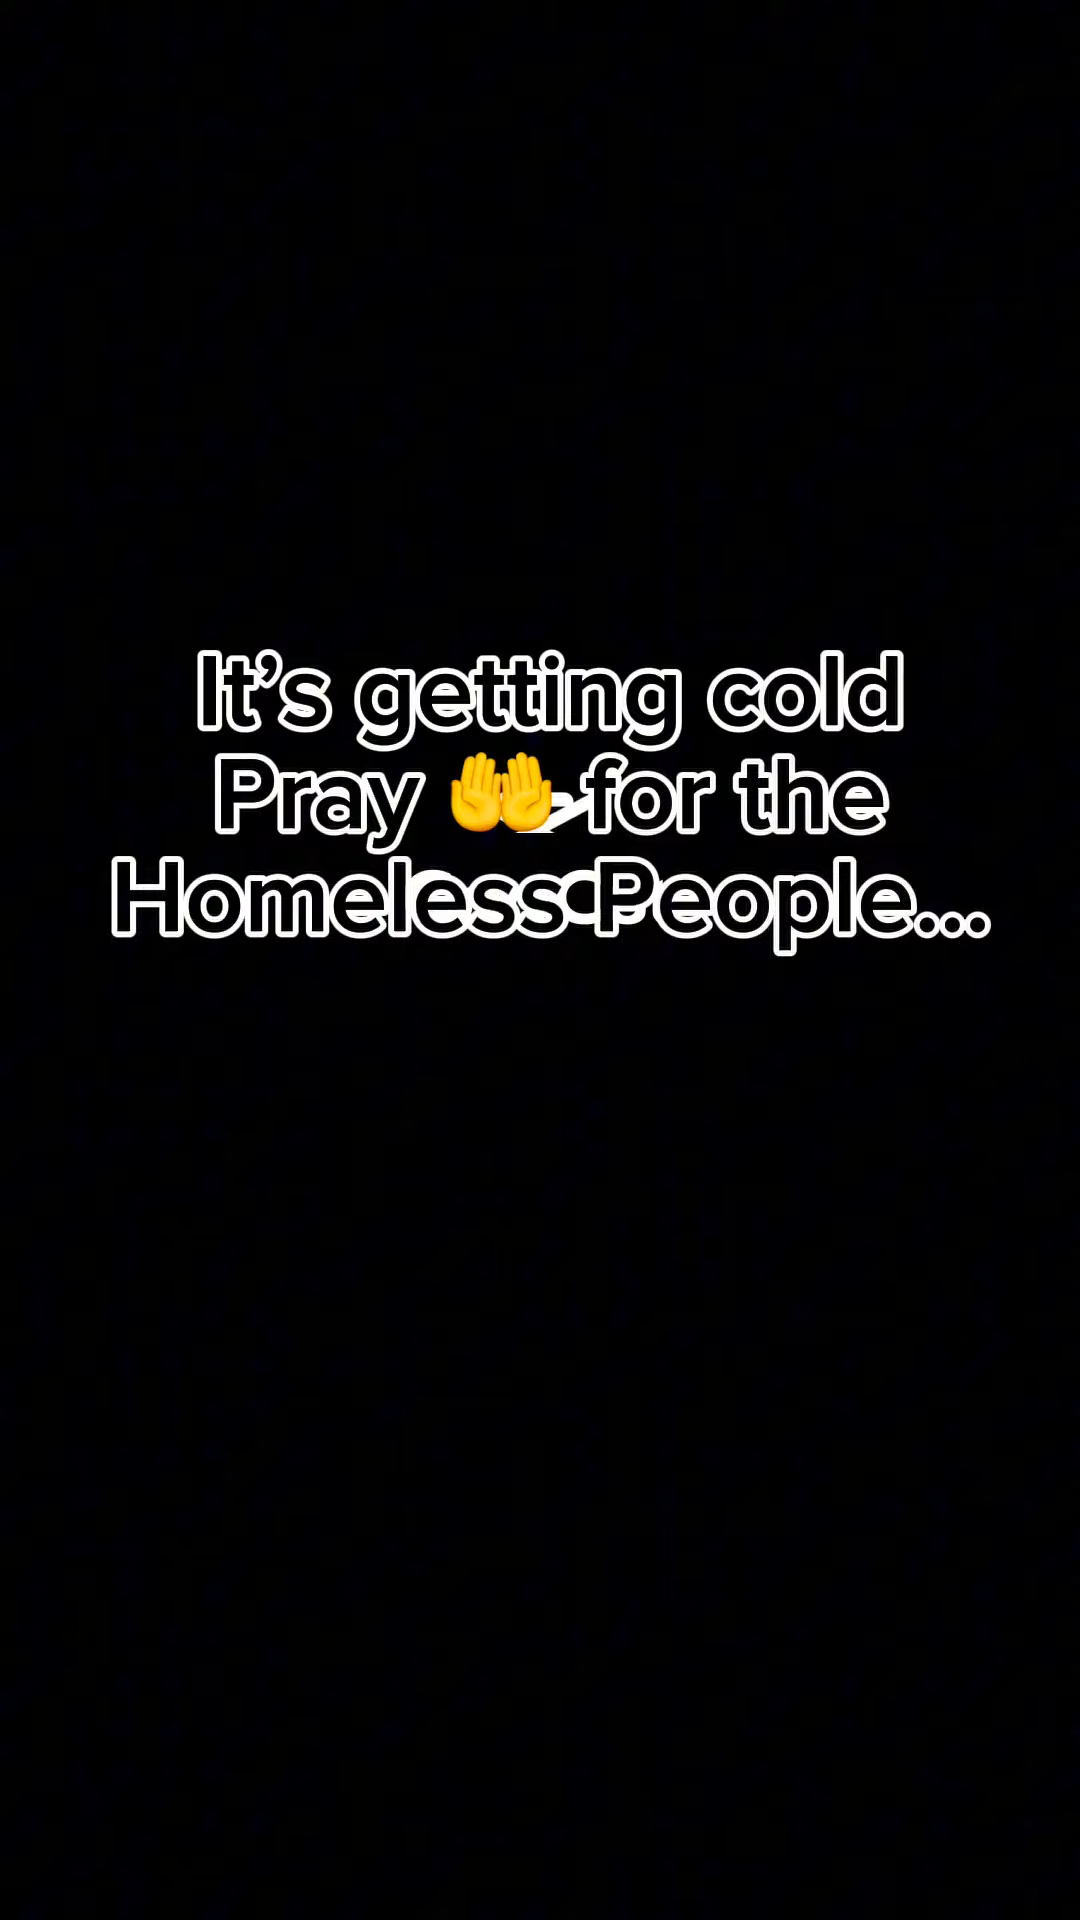 It’s getting cold
Pray 🤲 for the
Homeless People...